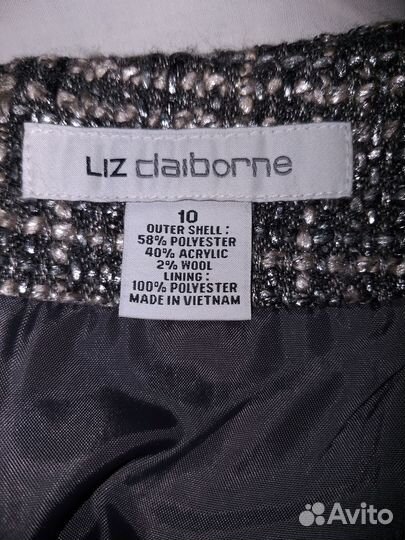 LIZ claiborne
10
OUTER SHELL:
58% POLYESTER
40% ACRYLIC
2% WOOL
LINING:
100% POLYESTER
MADE IN VIETNAM
Avito